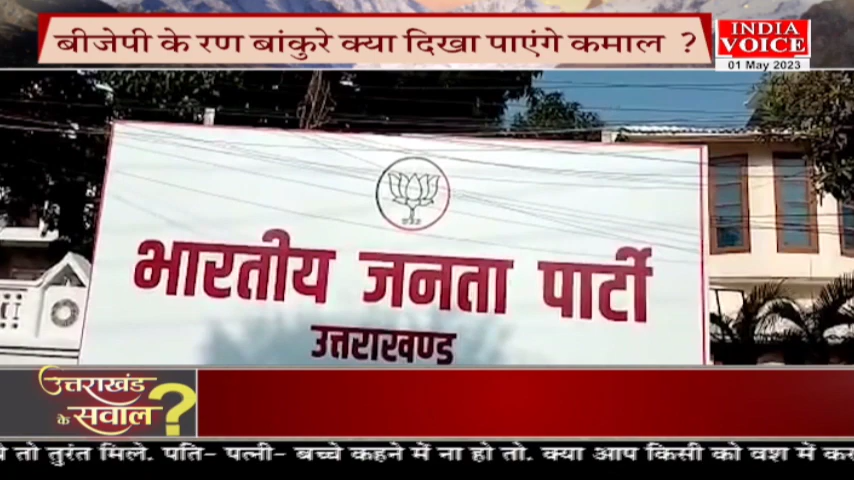 बीजेपी के रण बांकुरे क्या दिखा पाएंगे कमाल ?
INDIA
VOICE
01 May 2023
भारतीय जनता पार्टी
उत्तराखण्ड
उत्तराखंड
के सवाल ?
तो तुरंत मिले. पति- पत्नी- बच्चे कहने में ना हो तो. क्या आप किसी को वश में